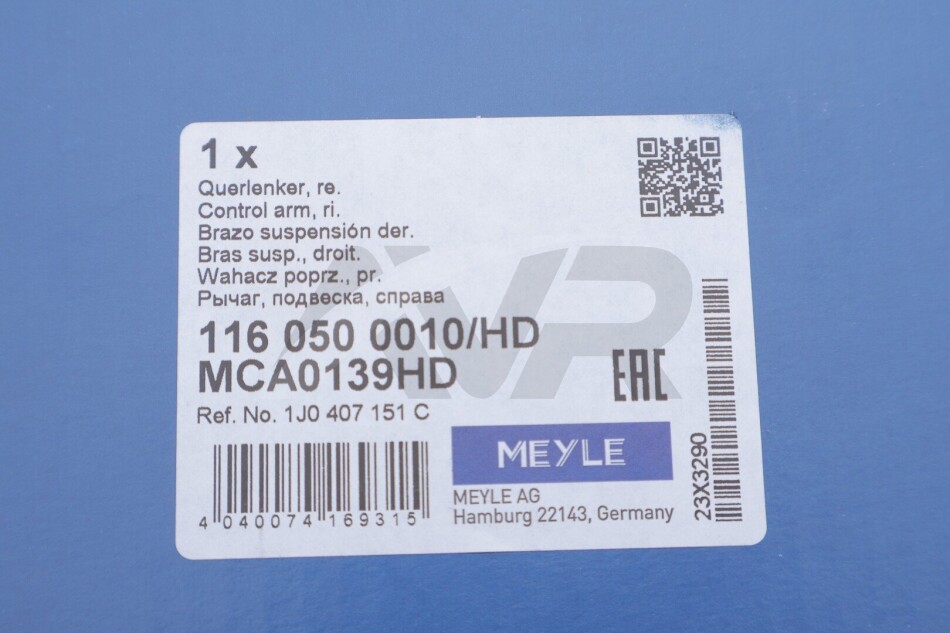 1 x
Querlenker, re.
Control arm, ri.
Brazo suspensión der.
Bras susp., droit.
Wahacz poprz., pr.
Рычаг, подвеска, справа
116 050 0010/HD
MCA0139HD
Ref. No. 1J0 407 151 C
EAC
MEYLE
MEYLE AG
Hamburg 22143, Germany
4 040074 169315
23X3290
MVR